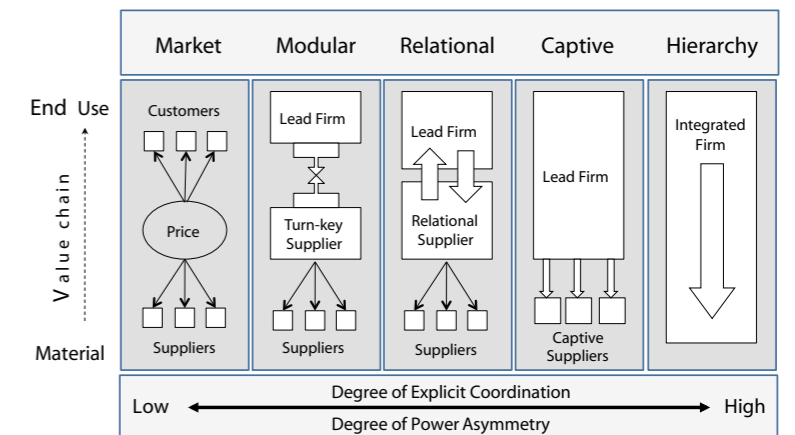 Market
Modular
Relational
Captive
Hierarchy
End Use
Value chain
Material
Customers
Price
Suppliers
Lead Firm
Turn-key
Supplier
Suppliers
Lead Firm
Relational
Supplier
Suppliers
Lead Firm
Captive
Suppliers
Integrated
Firm
Degree of Explicit Coordination
Low
High
Degree of Power Asymmetry